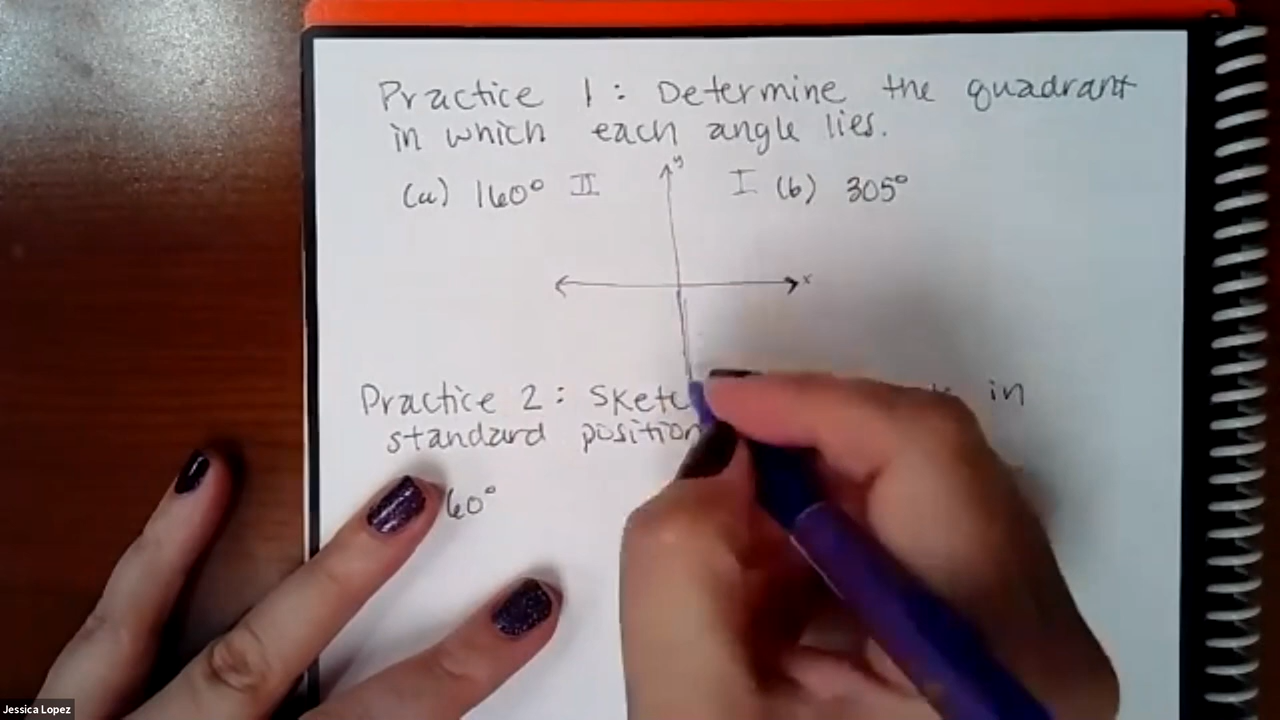 Practice 1: Determine the quadrant
in which each angle lies.
(a) 160° II I (b) 305°
y
x
Practice 2: Sketc in
standard position
60°
Jessica Lopez